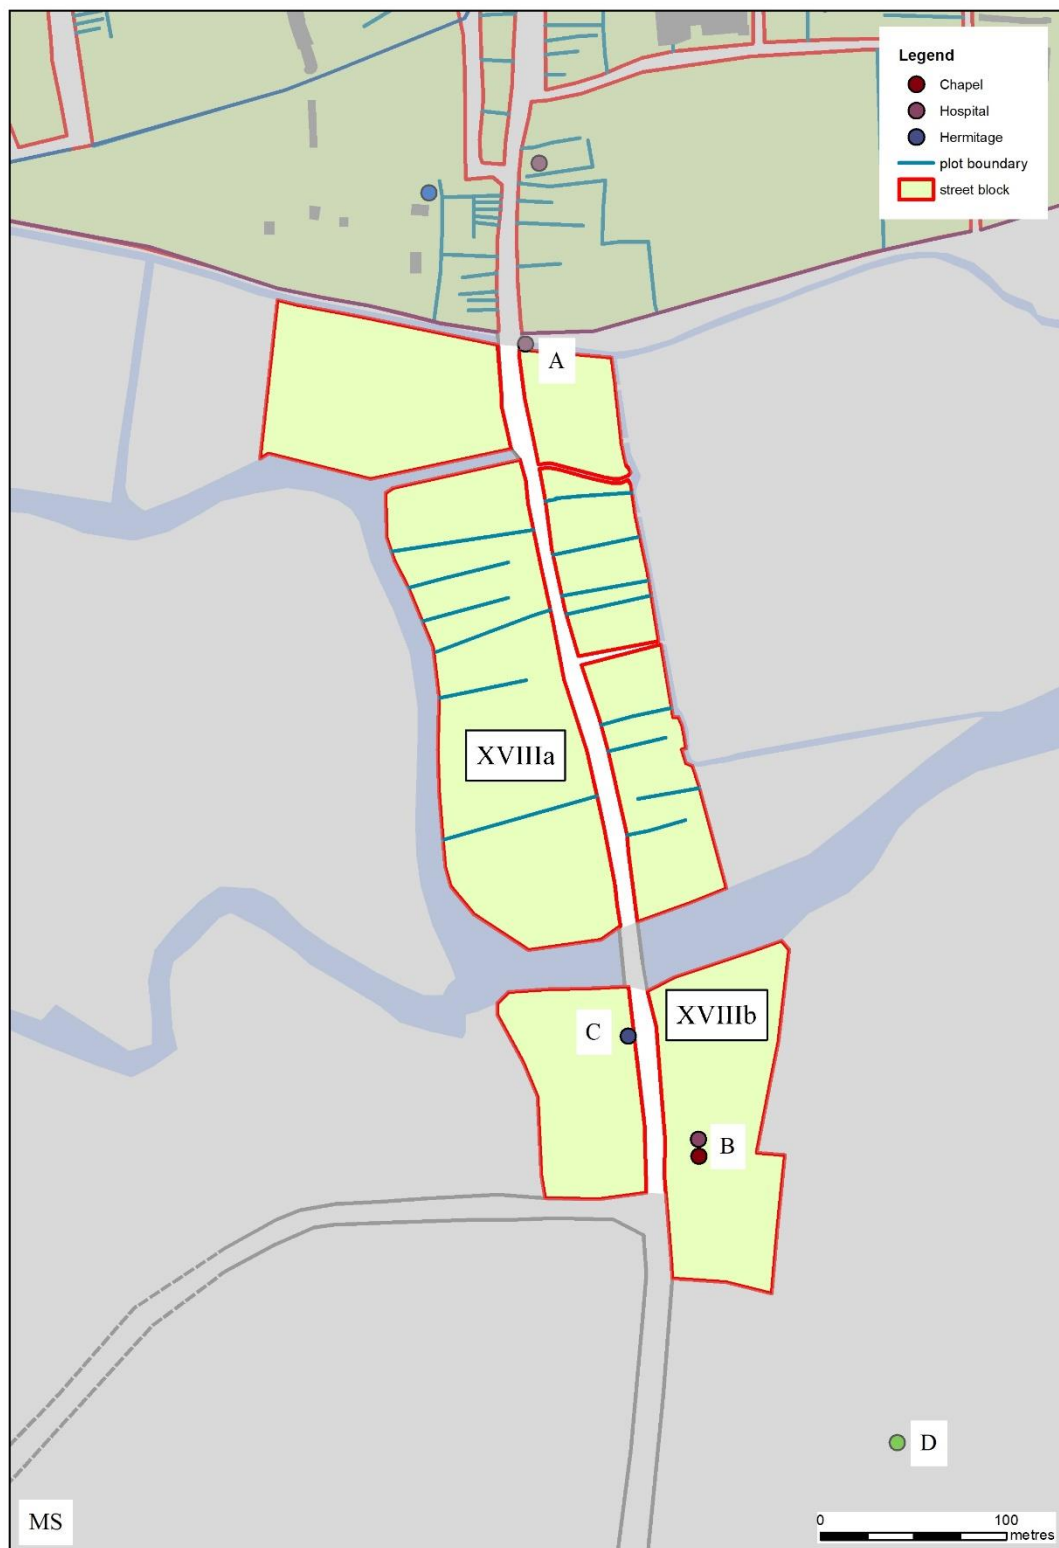 Legend
Chapel
Hospital
Hermitage
plot boundary
street block
A
XVIIIa
XVIIIb
C
B
D
MS
0 100
metres